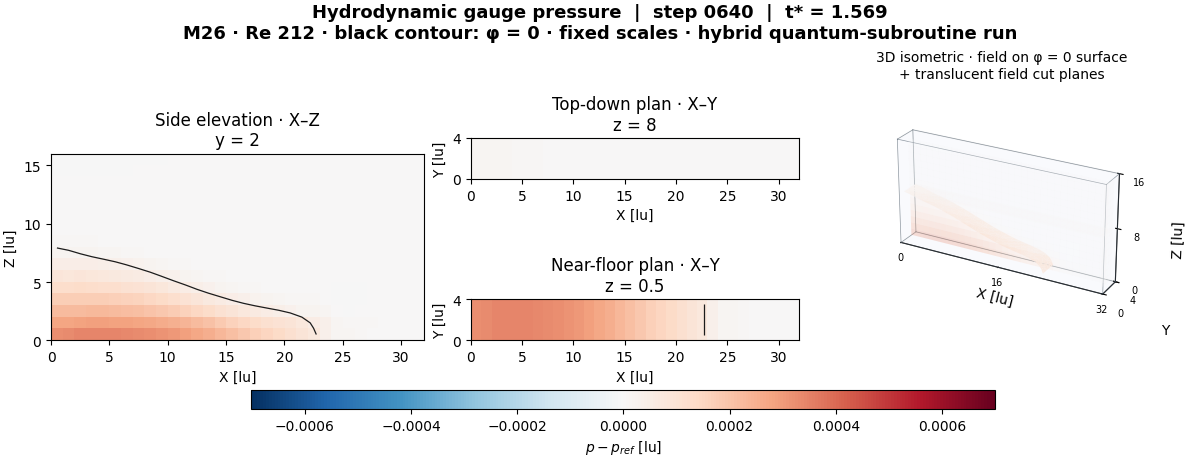 Hydrodynamic gauge pressure | step 0640 | t* = 1.569
M26 · Re 212 · black contour: φ = 0 · fixed scales · hybrid quantum-subroutine run
3D isometric · field on φ = 0 surface
+ translucent field cut planes
Side elevation · X–Z
y = 2
Z [lu]
15
10
5
0
0 5 10 15 20 25 30
X [lu]
Top-down plan · X–Y
z = 8
Y [lu]
4
0
0 5 10 15 20 25 30
X [lu]
Near-floor plan · X–Y
z = 0.5
Y [lu]
4
0
0 5 10 15 20 25 30
X [lu]
16
8
0
Z [lu]
0
16
32
X [lu]
4
0
Y
−0.0006 −0.0004 −0.0002 0.0000 0.0002 0.0004 0.0006
p − pref [lu]